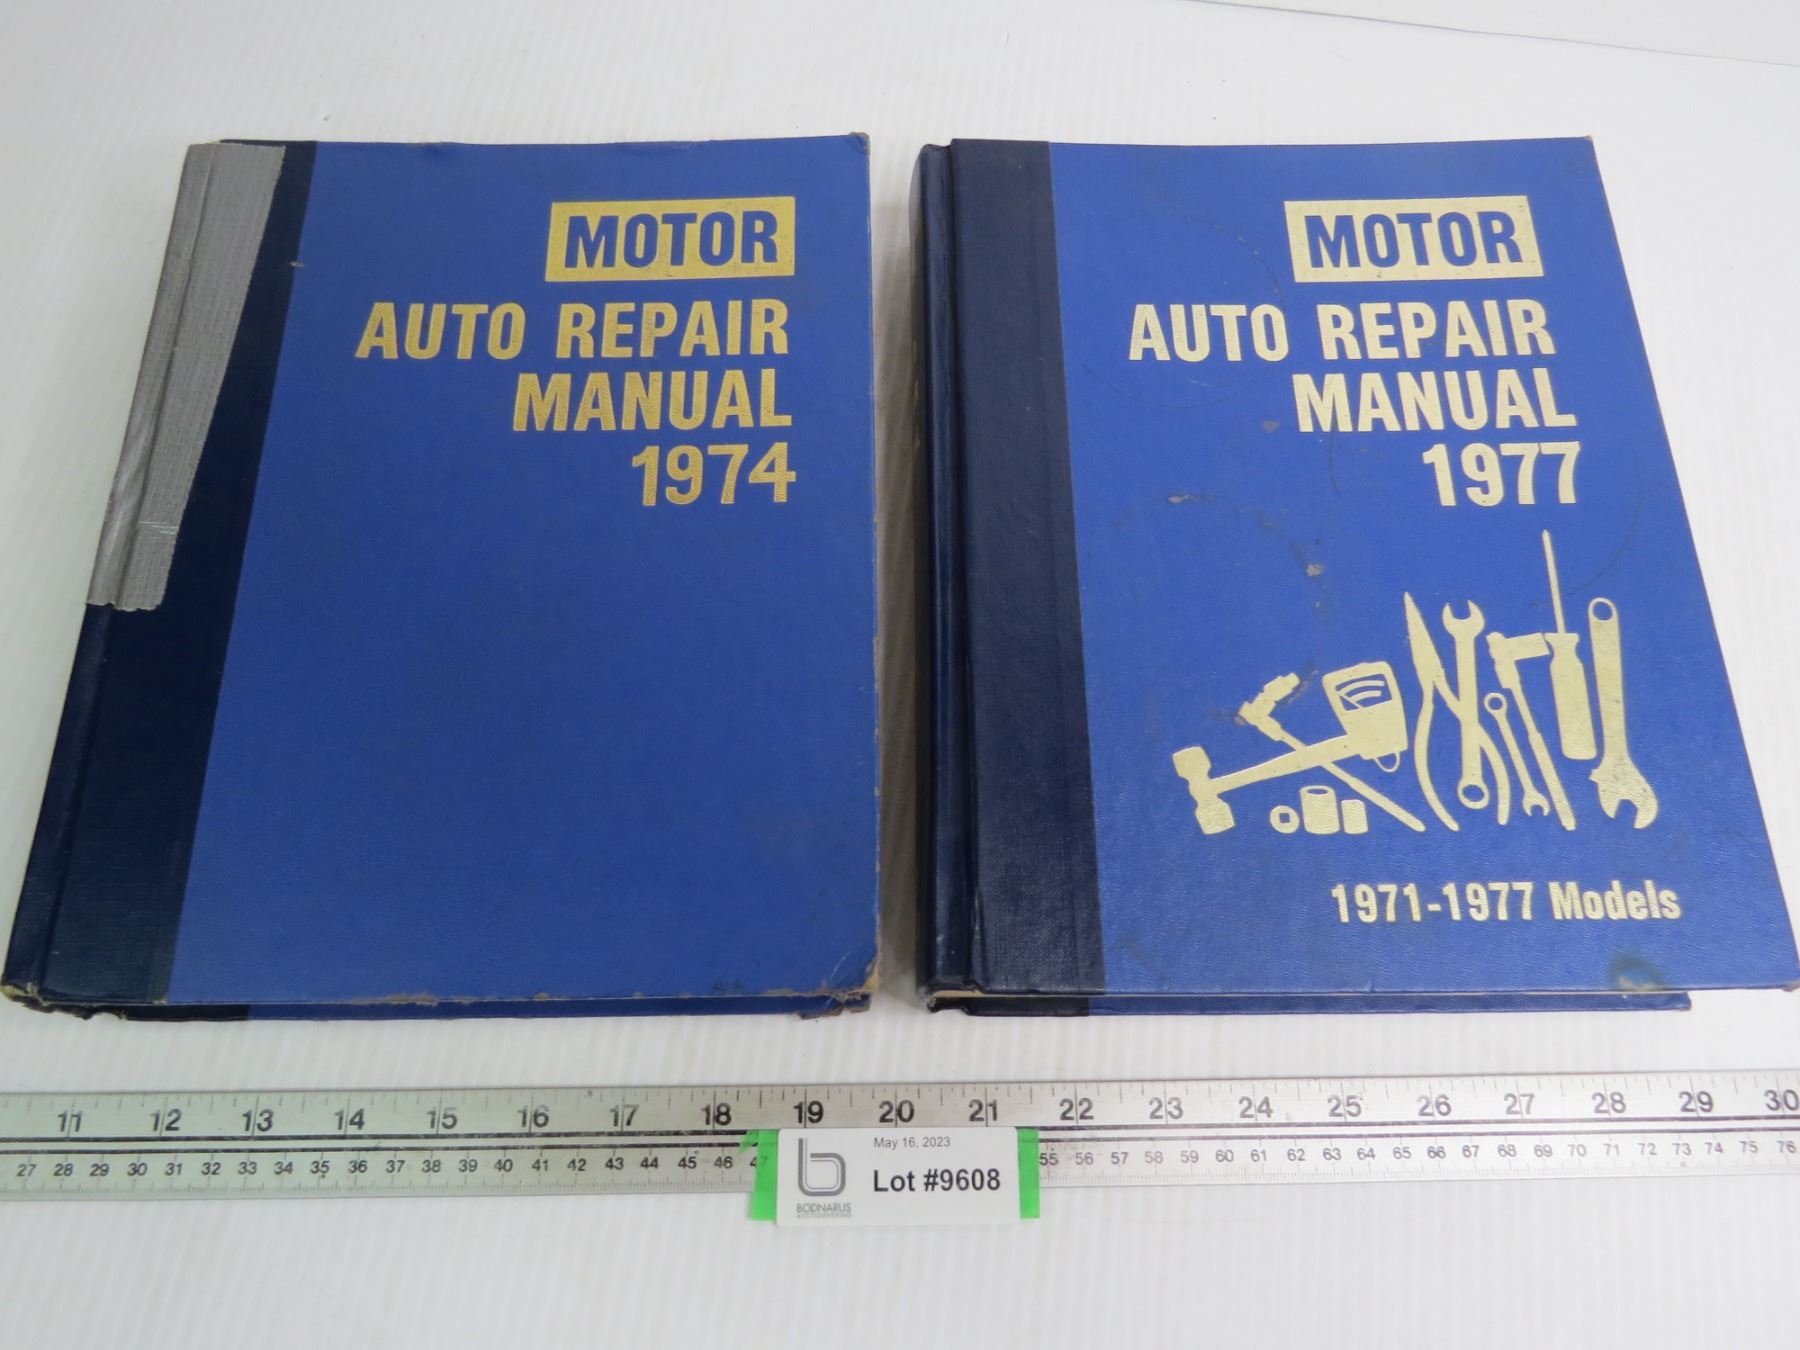 MOTOR
AUTO REPAIR
MANUAL
1974
MOTOR
AUTO REPAIR
MANUAL
1977
1971-1977 Models
11 12 13 14 15 16 17 18 19 20 21 22 23 24 25 26 27 28 29 30
27 28 29 30 31 32 33 34 35 36 37 38 39 40 41 42 43 44 45 46 47 55 56 57 58 59 60 61 62 63 64 65 66 67 68 69 70 71 72 73 74 75 76
May 16, 2023
Lot #9608
BODNARUS
AUCTIONEERING